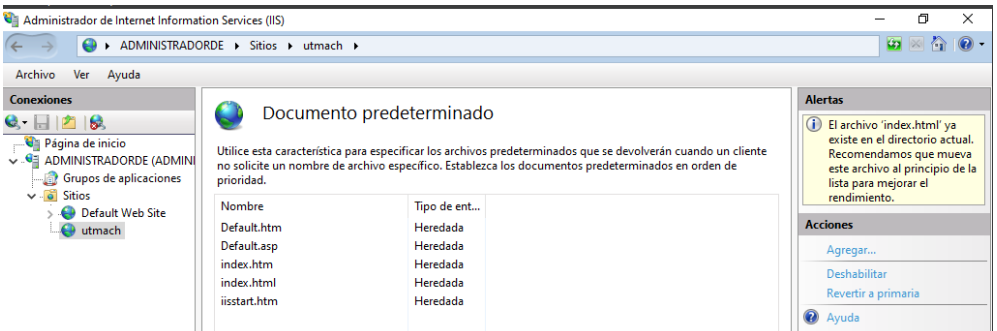 Administrador de Internet Information Services (IIS)
ADMINISTRADORDE
Sitios
utmach
Archivo Ver Ayuda
Conexiones
Página de inicio
ADMINISTRADORDE (ADMINI
Grupos de aplicaciones
Sitios
Default Web Site
utmach
Documento predeterminado
Utilice esta característica para especificar los archivos predeterminados que se devolverán cuando un cliente
no solicite un nombre de archivo específico. Establezca los documentos predeterminados en orden de
prioridad.
Nombre Tipo de ent...
Default.htm Heredada
Default.asp Heredada
index.htm Heredada
index.html Heredada
iisstart.htm Heredada
Alertas
El archivo 'index.html' ya
existe en el directorio actual.
Recomendamos que mueva
este archivo al principio de la
lista para mejorar el
rendimiento.
Acciones
Agregar...
Deshabilitar
Revertir a primaria
Ayuda